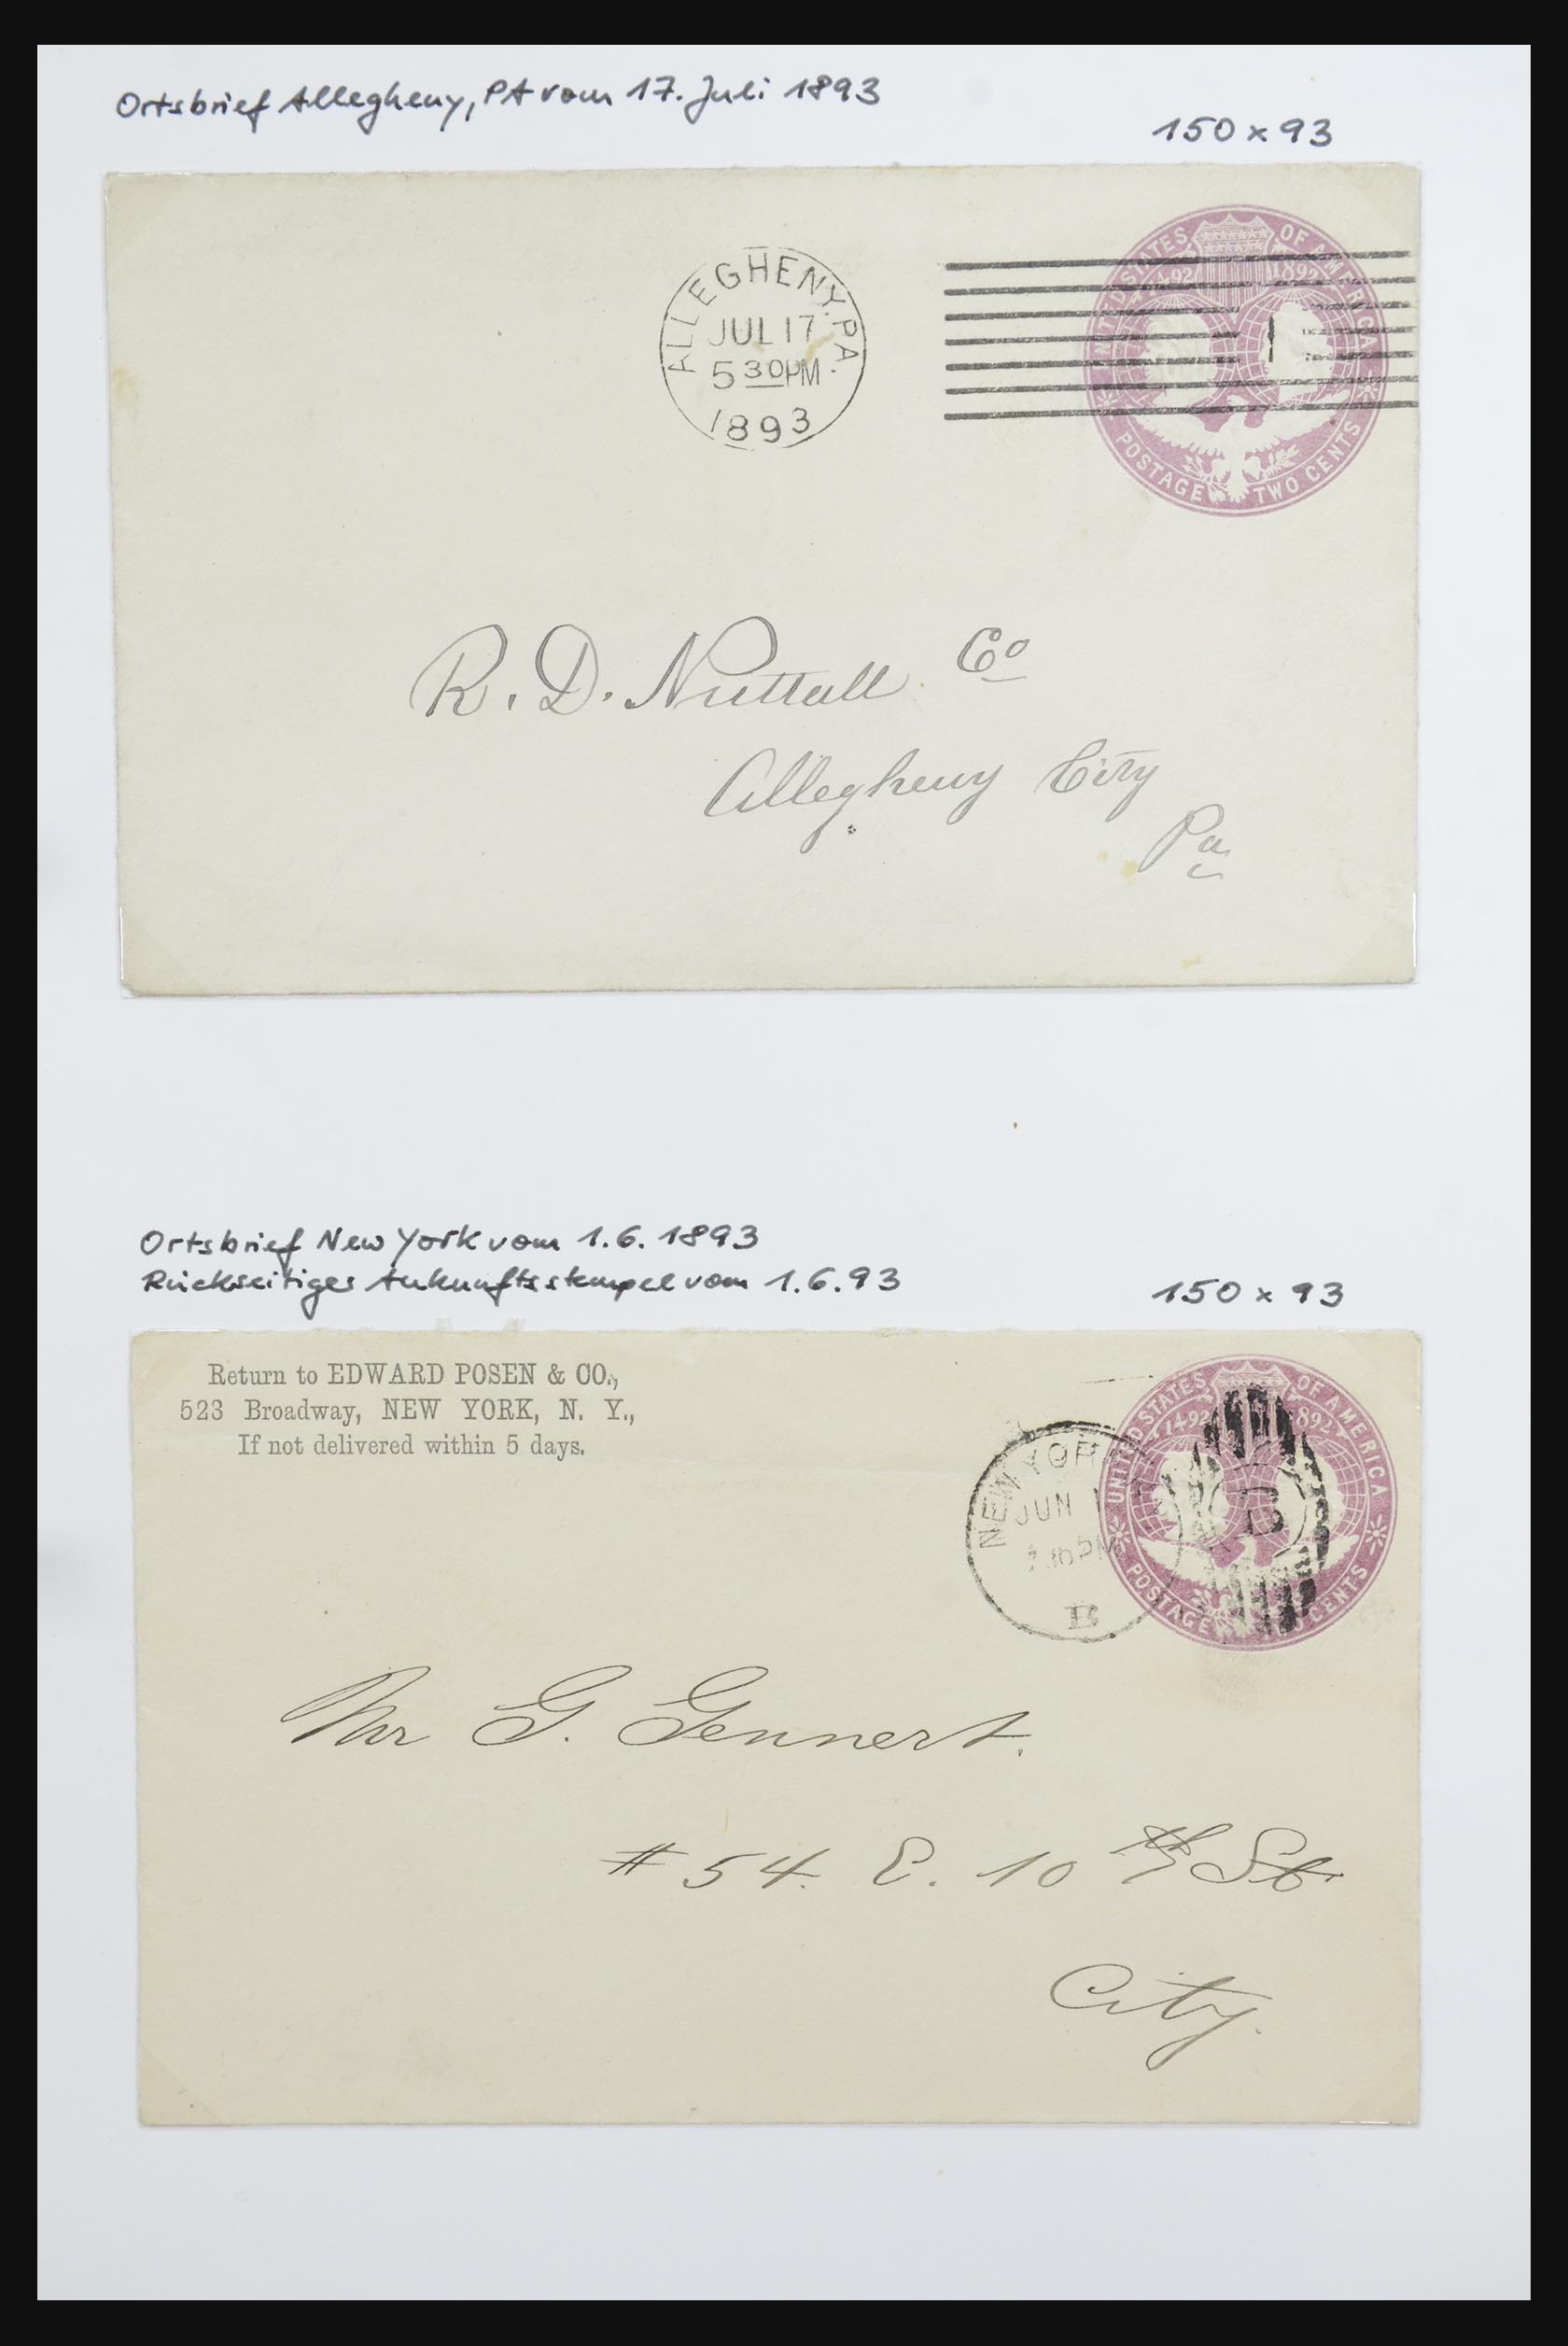 Ortsbrief Allegheny, PA vom 17. Juli 1893
150 x 93
UNITED STATES OF AMERICA
1492 1892
POSTAGE TWO CENTS
ALLEGHENY, PA.
JUL 17
5 30 PM
1893
1
R. D. Nuttall Co
Allegheny City
Pa
Ortsbrief New York vom 1.6.1893
Rückseitiges Ankunftsstempel vom 1.6.93
150 x 93
Return to EDWARD POSEN & CO.,
523 Broadway, NEW YORK, N. Y.,
If not delivered within 5 days.
UNITED STATES OF AMERICA
1492 1892
POSTAGE CENTS
NEW YORK
JUN 1
PM
B
B
Mr G. Gennert.
# 54. E. 10th St.
City.